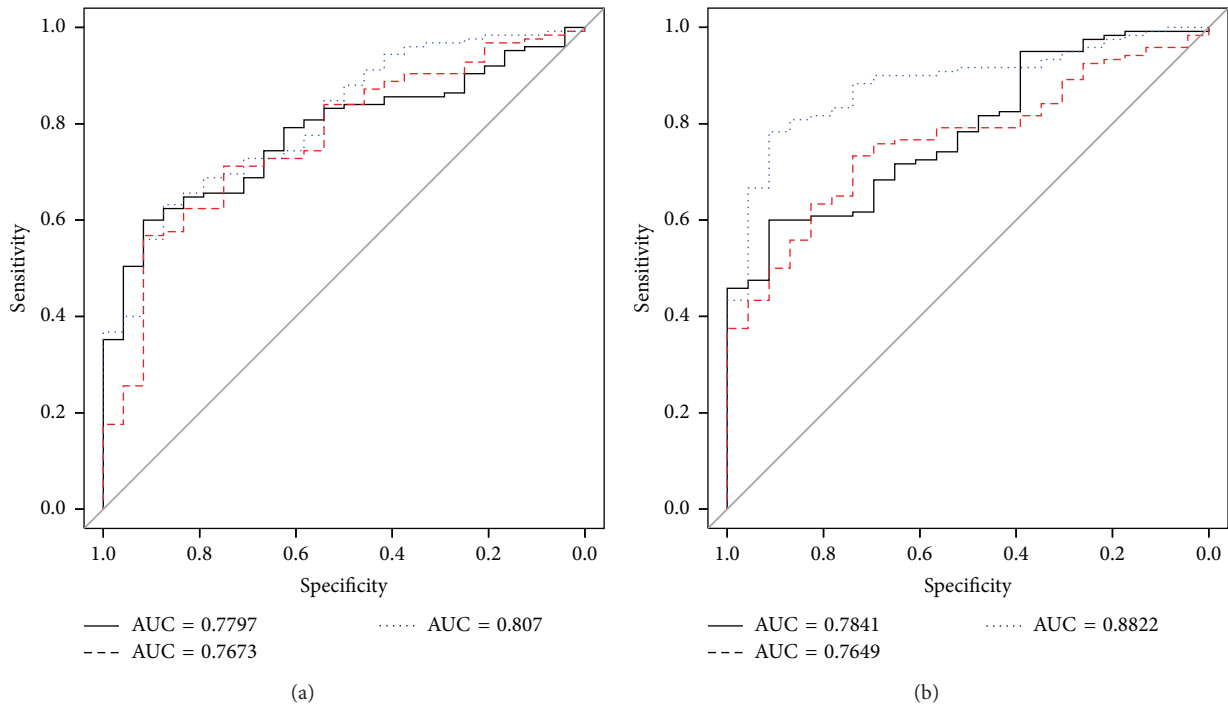 1.0
0.8
0.6
0.4
0.2
0.0
Sensitivity
1.0 0.8 0.6 0.4 0.2 0.0
Specificity
AUC = 0.7797
AUC = 0.807
AUC = 0.7673
(a)
1.0
0.8
0.6
0.4
0.2
0.0
Sensitivity
1.0 0.8 0.6 0.4 0.2 0.0
Specificity
AUC = 0.7841
AUC = 0.8822
AUC = 0.7649
(b)